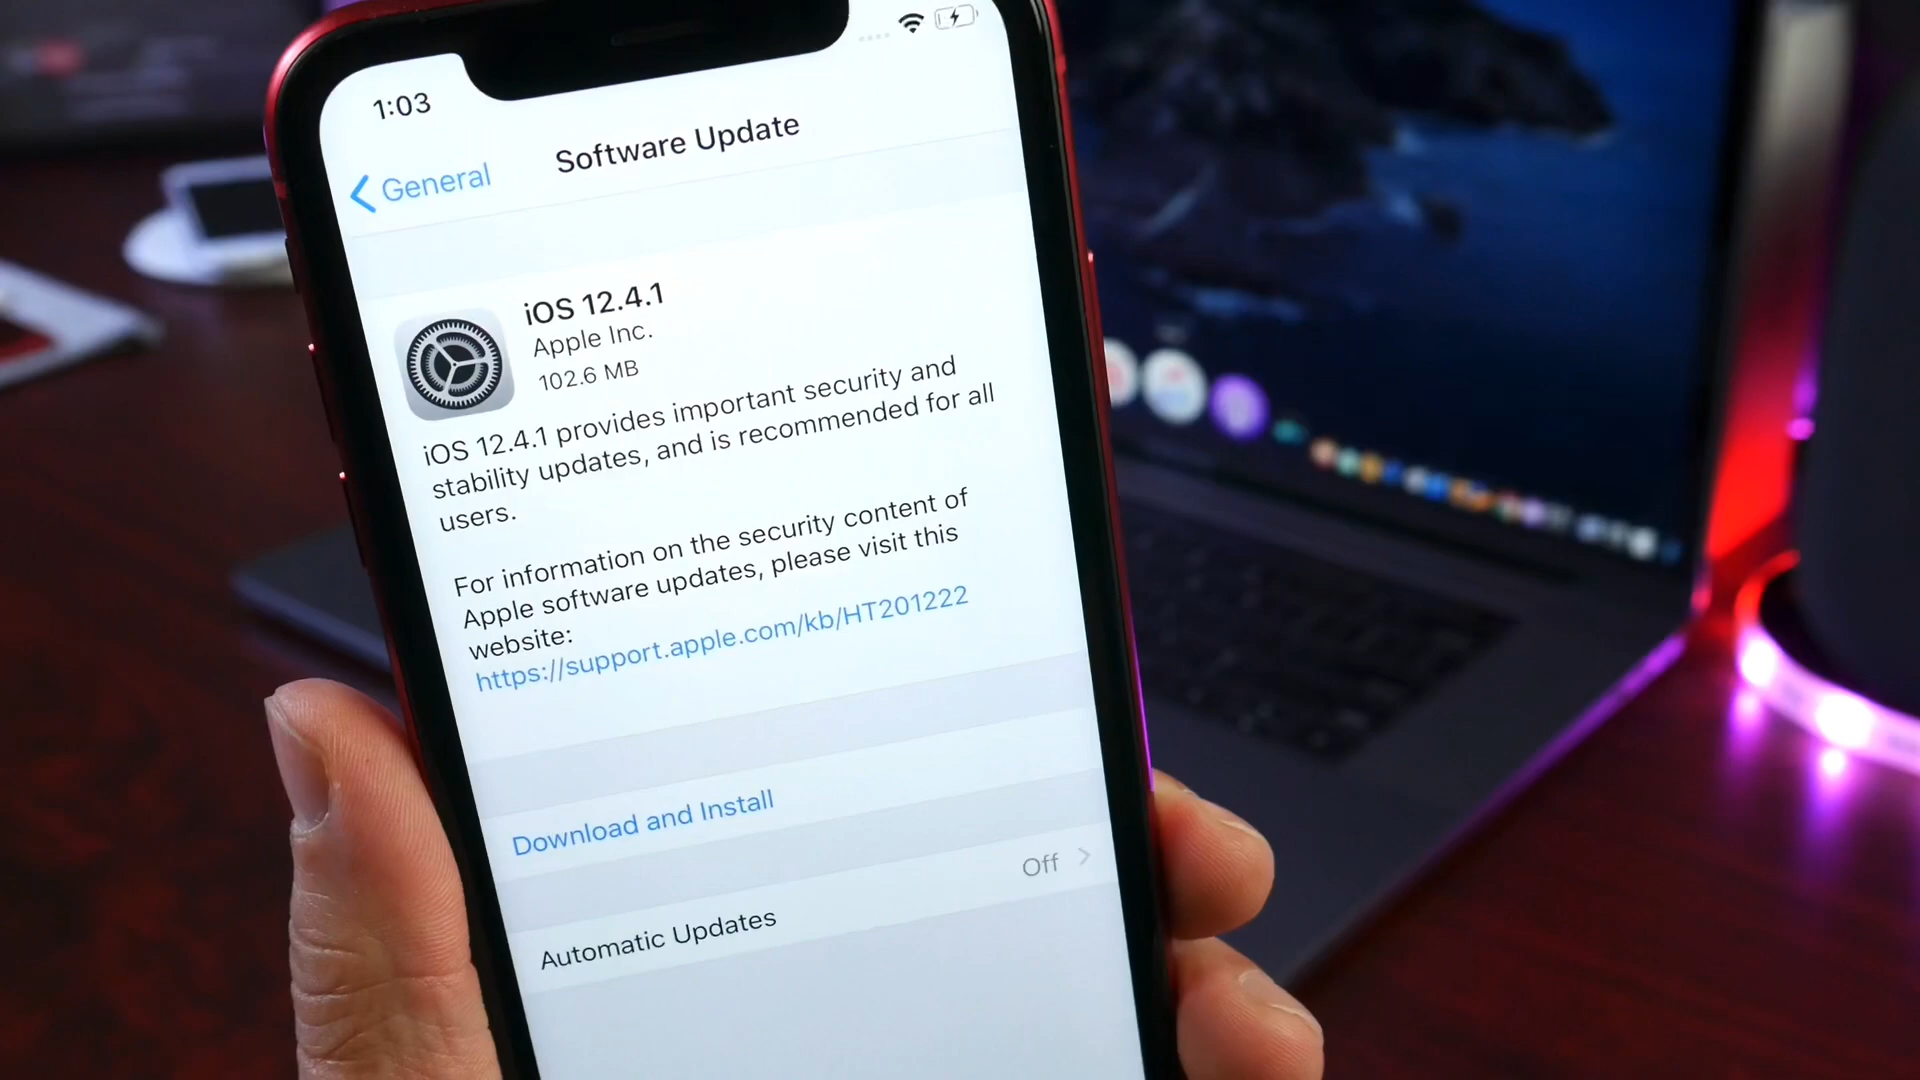 1:03
General
Software Update
iOS 12.4.1
Apple Inc.
102.6 MB
iOS 12.4.1 provides important security and
stability updates, and is recommended for all
users.
For information on the security content of
Apple software updates, please visit this
website:
https://support.apple.com/kb/HT201222
Download and Install
Automatic Updates
Off